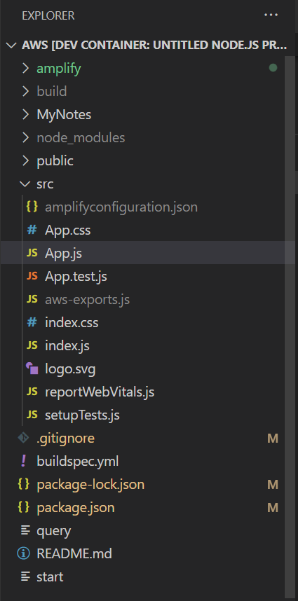 EXPLORER
AWS [DEV CONTAINER: UNTITLED NODE.JS PR...
amplify
build
MyNotes
node_modules
public
src
{ } amplifyconfiguration.json
# App.css
JS App.js
JS App.test.js
JS aws-exports.js
# index.css
JS index.js
logo.svg
JS reportWebVitals.js
JS setupTests.js
.gitignore M
! buildspec.yml
{ } package-lock.json M
{ } package.json M
query
README.md
start